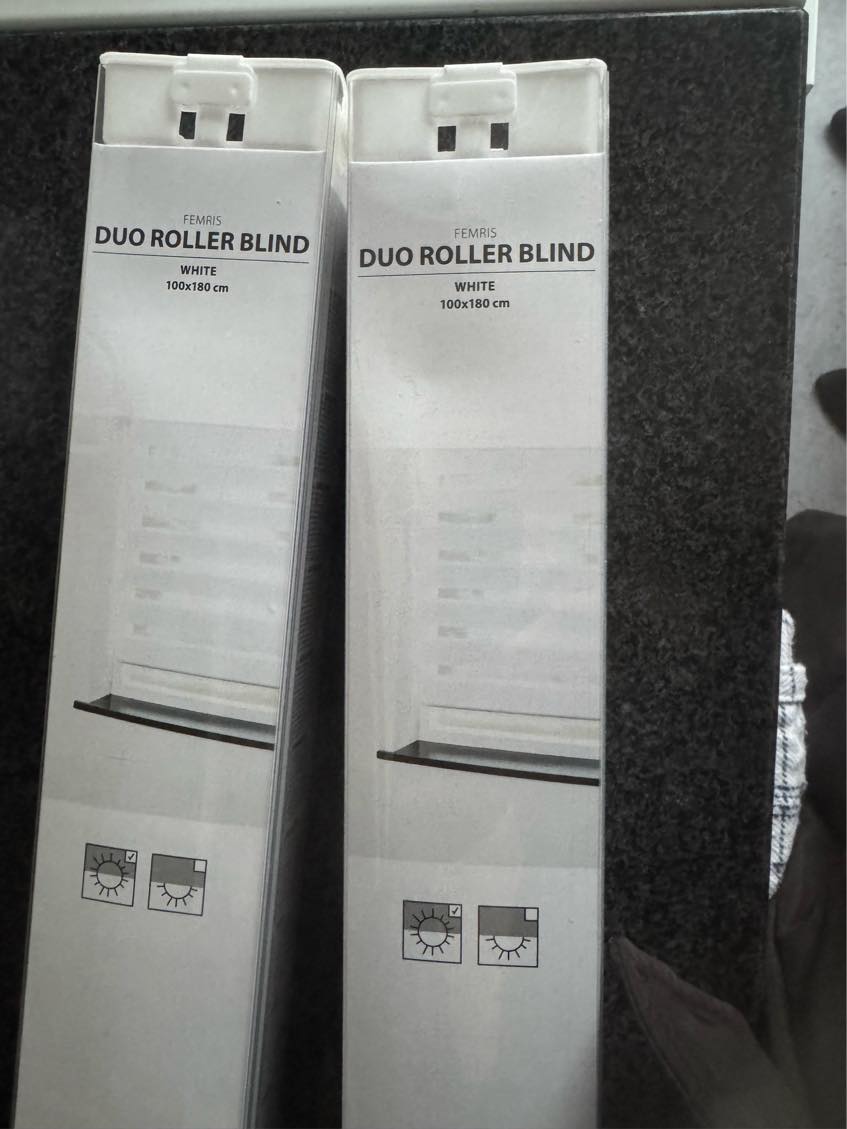 FEMRIS
DUO ROLLER BLIND
WHITE
100x180 cm
FEMRIS
DUO ROLLER BLIND
WHITE
100x180 cm